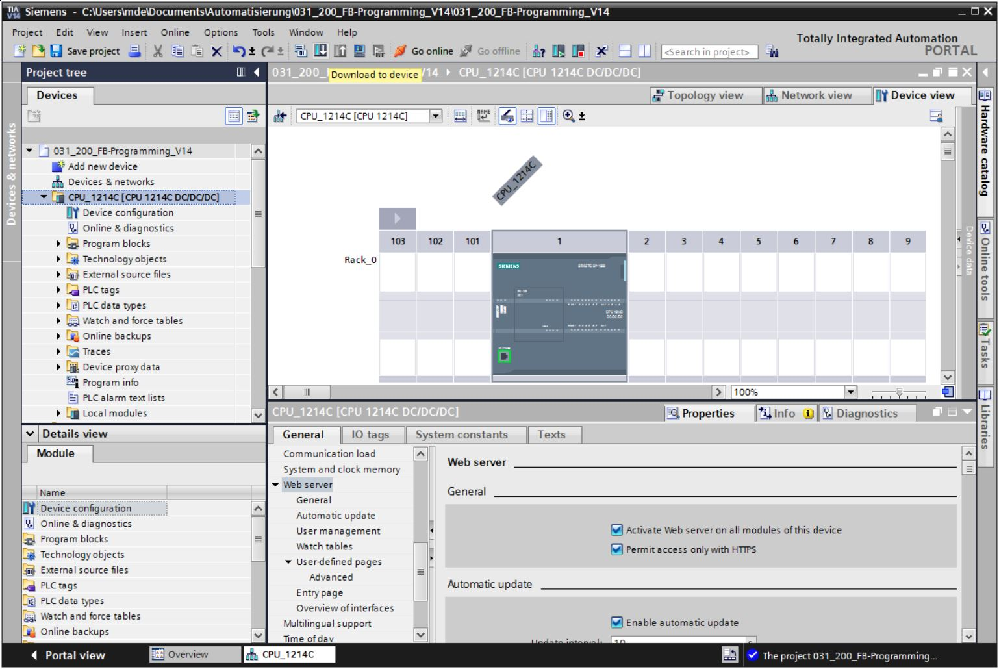 TIA V14 Siemens - C:\Users\mde\Documents\Automatisierung\031_200_FB-Programming_V14\031_200_FB-Programming_V14
Project Edit View Insert Online Options Tools Window Help
Totally Integrated Automation
PORTAL
Save project Go online Go offline <Search in project>
Download to device
Project tree
031_200_ /14 CPU_1214C [CPU 1214C DC/DC/DC]
Devices
Topology view Network view Device view
CPU_1214C [CPU 1214C]
Devices & networks
031_200_FB-Programming_V14
Add new device
Devices & networks
CPU_1214C [CPU 1214C DC/DC/DC]
Device configuration
Online & diagnostics
Program blocks
Technology objects
External source files
PLC tags
PLC data types
Watch and force tables
Online backups
Traces
Device proxy data
Program info
PLC alarm text lists
Local modules
CPU_1214C
103 102 101 1 2 3 4 5 6 7 8 9
Rack_0
SIEMENS
CPU 1214C
DC/DC/DC
100%
Device data
Hardware catalog
Online tools
Tasks
Libraries
Details view
Module
Name
Device configuration
Online & diagnostics
Program blocks
Technology objects
External source files
PLC tags
PLC data types
Watch and force tables
Online backups
CPU_1214C [CPU 1214C DC/DC/DC]
Properties Info Diagnostics
General IO tags System constants Texts
Communication load
System and clock memory
Web server
General
Automatic update
User management
Watch tables
User-defined pages
Advanced
Entry page
Overview of interfaces
Multilingual support
Time of day
Web server
General
Activate Web server on all modules of this device
Permit access only with HTTPS
Automatic update
Enable automatic update
Update interval: 10 s
Portal view Overview CPU_1214C
The project 031_200_FB-Programming...